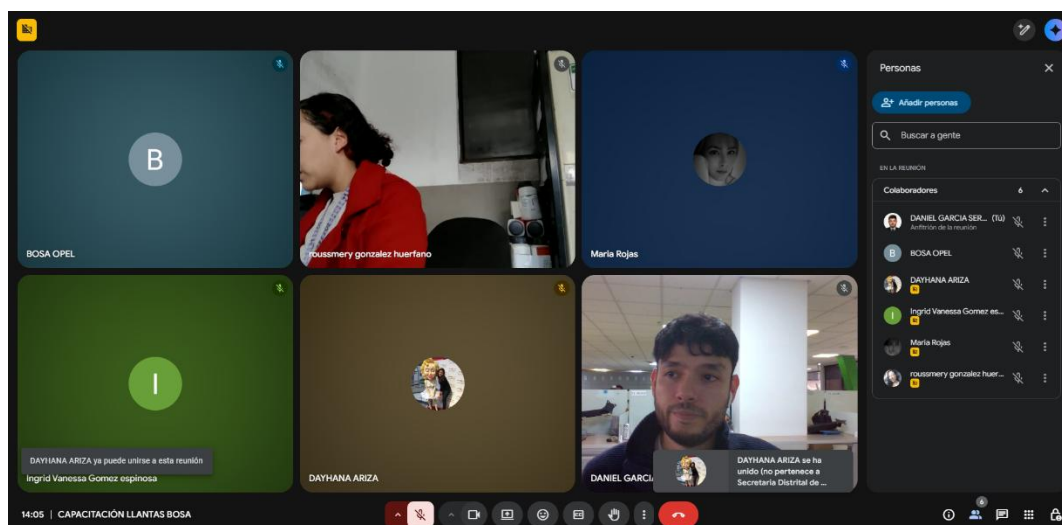 B
BOSA OPEL
roussmery gonzalez huerfano
Maria Rojas
I
DAYHANA ARIZA ya puede unirse a esta reunión
Ingrid Vanessa Gomez espinosa
DAYHANA ARIZA
DANIEL GARCI
DAYHANA ARIZA se ha
unido (no pertenece a
Secretaria Distrital de ...
Personas
Añadir personas
Buscar a gente
EN LA REUNIÓN
Colaboradores 6
DANIEL GARCIA SER... (Tú)
Anfitrión de la reunión
B BOSA OPEL
DAYHANA ARIZA
I Ingrid Vanessa Gomez es...
Maria Rojas
roussmery gonzalez huer...
14:05 | CAPACITACIÓN LLANTAS BOSA
6